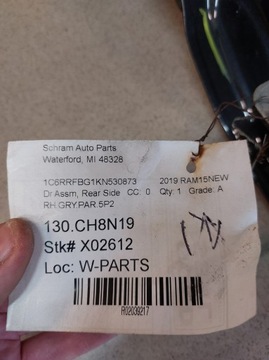 Schram Auto Parts
Waterford, MI 48328
1C6RRFBG1KN530873 2019 RAM15NEW
Dr Assm, Rear Side CC: 0 Qty: 1 Grade: A
RH,GRY,PAR,5P2
130.CH8N19
Stk# X02612
Loc: W-PARTS
R02039217